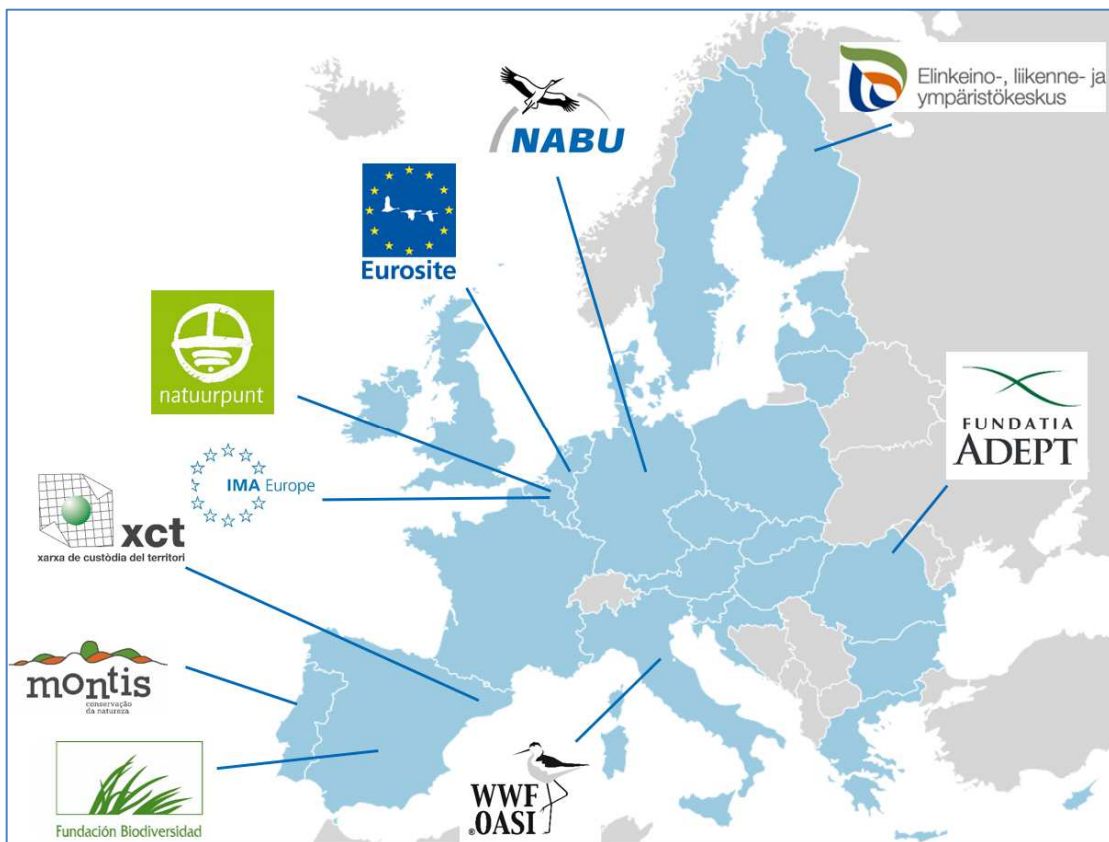 Elinkeino-, liikenne- ja
ympäristökeskus
NABU
Eurosite
natuurpunt
FUNDATIA
ADEPT
IMA Europe
xct
xarxa de custòdia del territori
montis
conservação
da natureza
WWF
®OASI
Fundación Biodiversidad